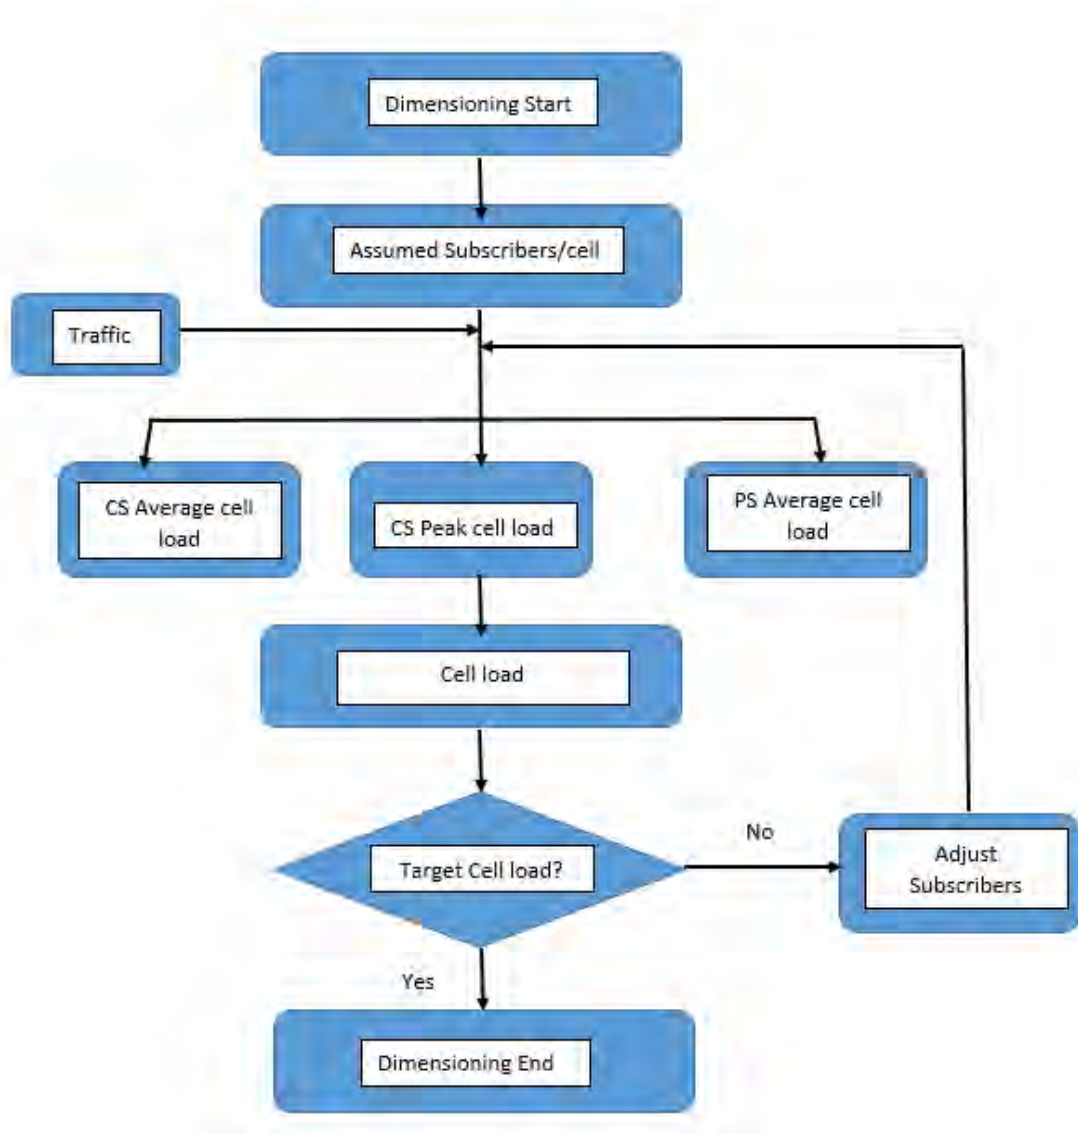 Dimensioning Start
Assumed Subscribers/cell
Traffic
CS Average cell
load
CS Peak cell load
PS Average cell
load
Cell load
Target Cell load?
No
Adjust
Subscribers
Yes
Dimensioning End